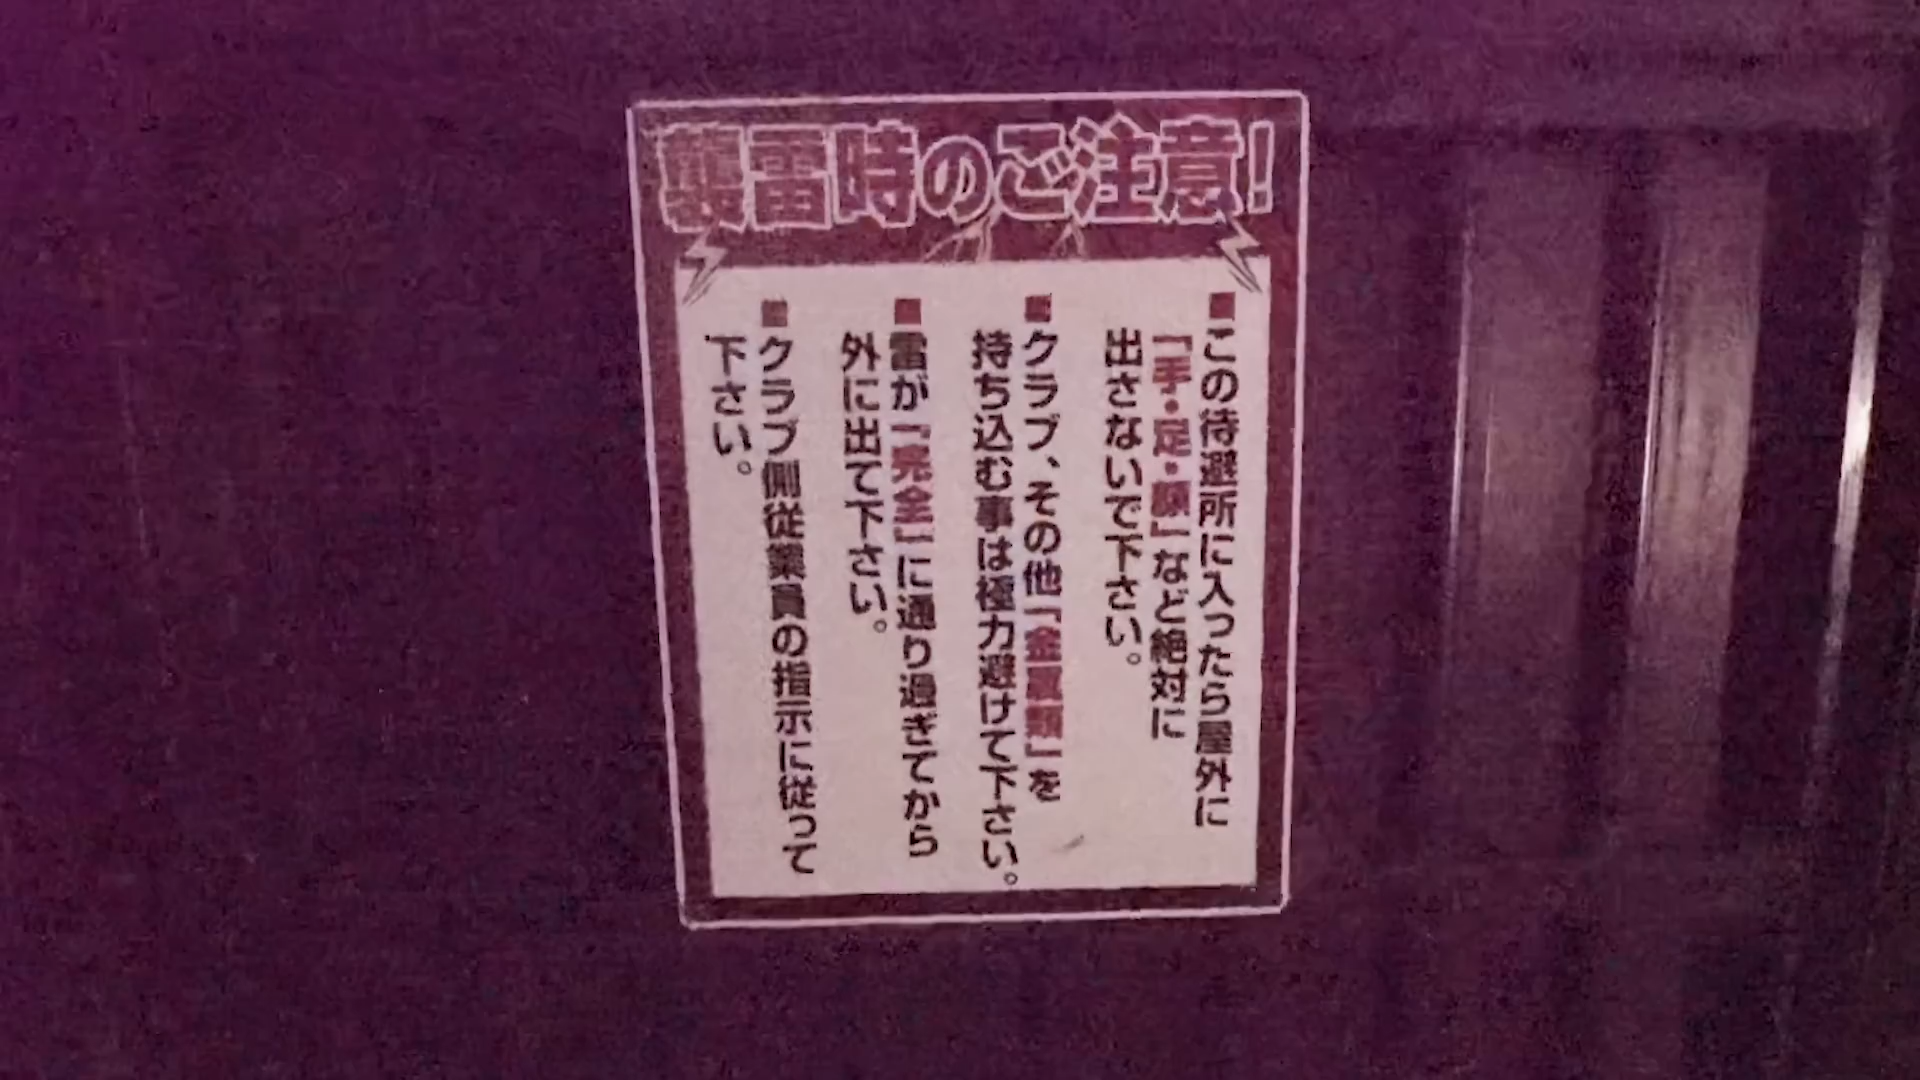 襲雷時のご注意!
■この待避所に入ったら屋外に
「手・足・顔」など絶対に
出さないで下さい。
■クラブ、その他「金属類」を
持ち込む事は極力避けて下さい。
■雷が「完全」に通り過ぎてから
外に出て下さい。
■クラブ側従業員の指示に従って
下さい。